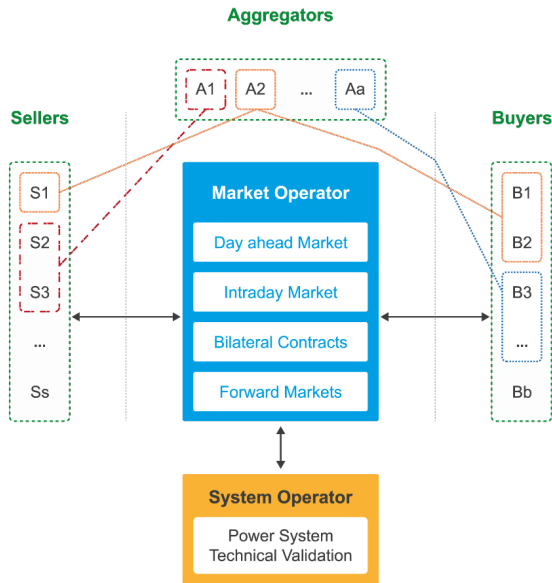 Aggregators
A1 A2 ... Aa
Sellers
Buyers
S1
S2
S3
...
Ss
Market Operator
Day ahead Market
Intraday Market
Bilateral Contracts
Forward Markets
B1
B2
B3
...
Bb
System Operator
Power System
Technical Validation